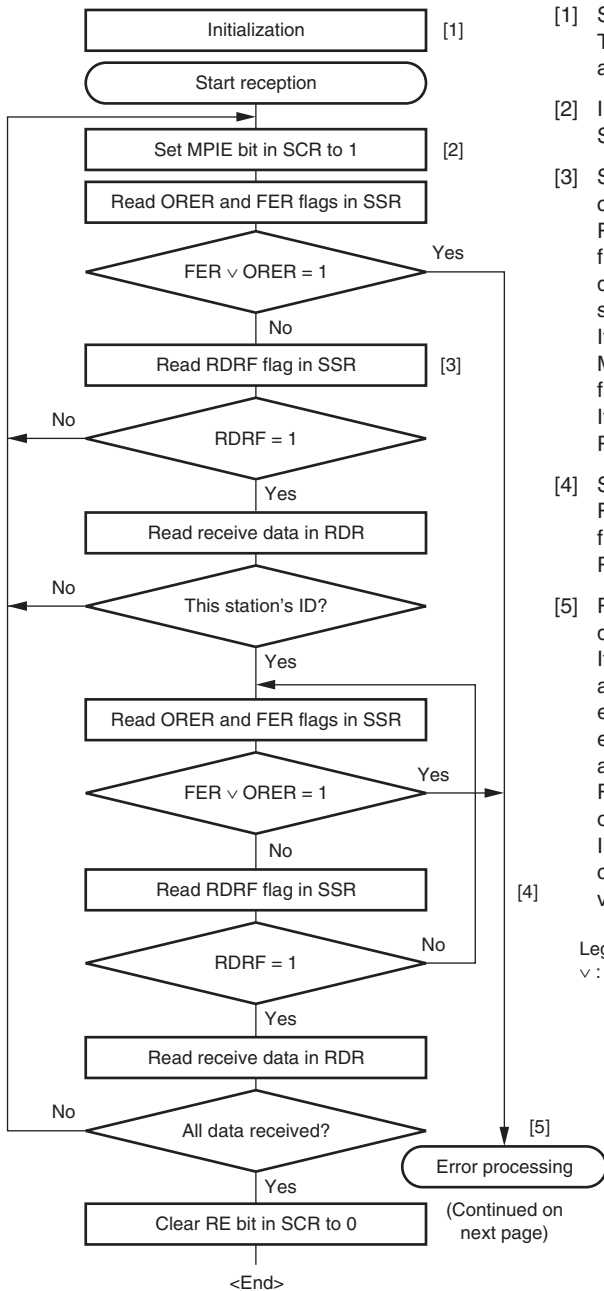 Initialization
[1]
Start reception
Set MPIE bit in SCR to 1
[2]
Read ORER and FER flags in SSR
FER ∨ ORER = 1
Yes
No
Read RDRF flag in SSR
[3]
RDRF = 1
No
Yes
Read receive data in RDR
This station's ID?
No
Yes
Read ORER and FER flags in SSR
FER ∨ ORER = 1
Yes
No
Read RDRF flag in SSR
[4]
RDRF = 1
No
Yes
Read receive data in RDR
All data received?
No
Yes
[5]
Error processing
(Continued on
next page)
Clear RE bit in SCR to 0
<End>
[1]
[2]
[3]
[4]
[5]
∨ :